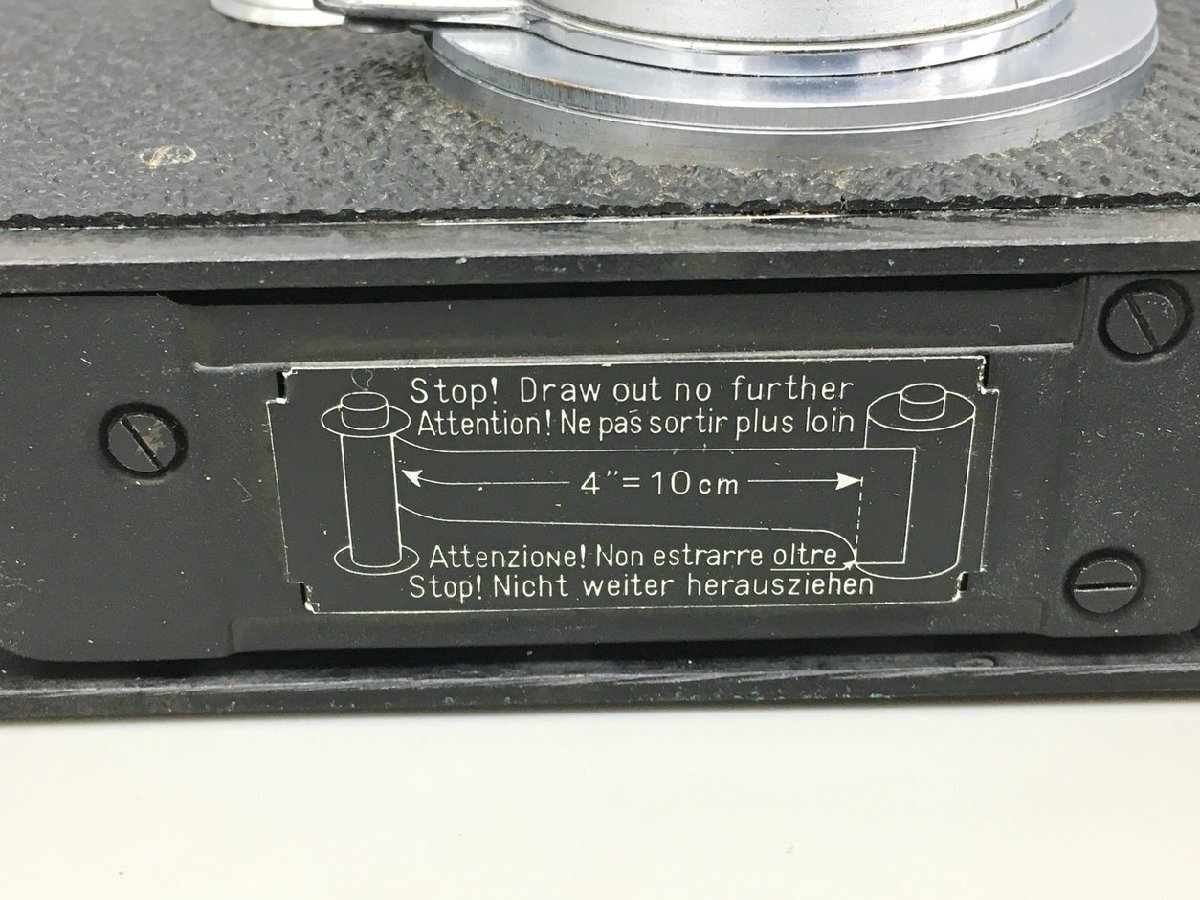 Stop! Draw out no further
Attention! Ne pas sortir plus loin
4"=10cm
Attenzione! Non estrarre oltre
Stop! Nicht weiter herausziehen